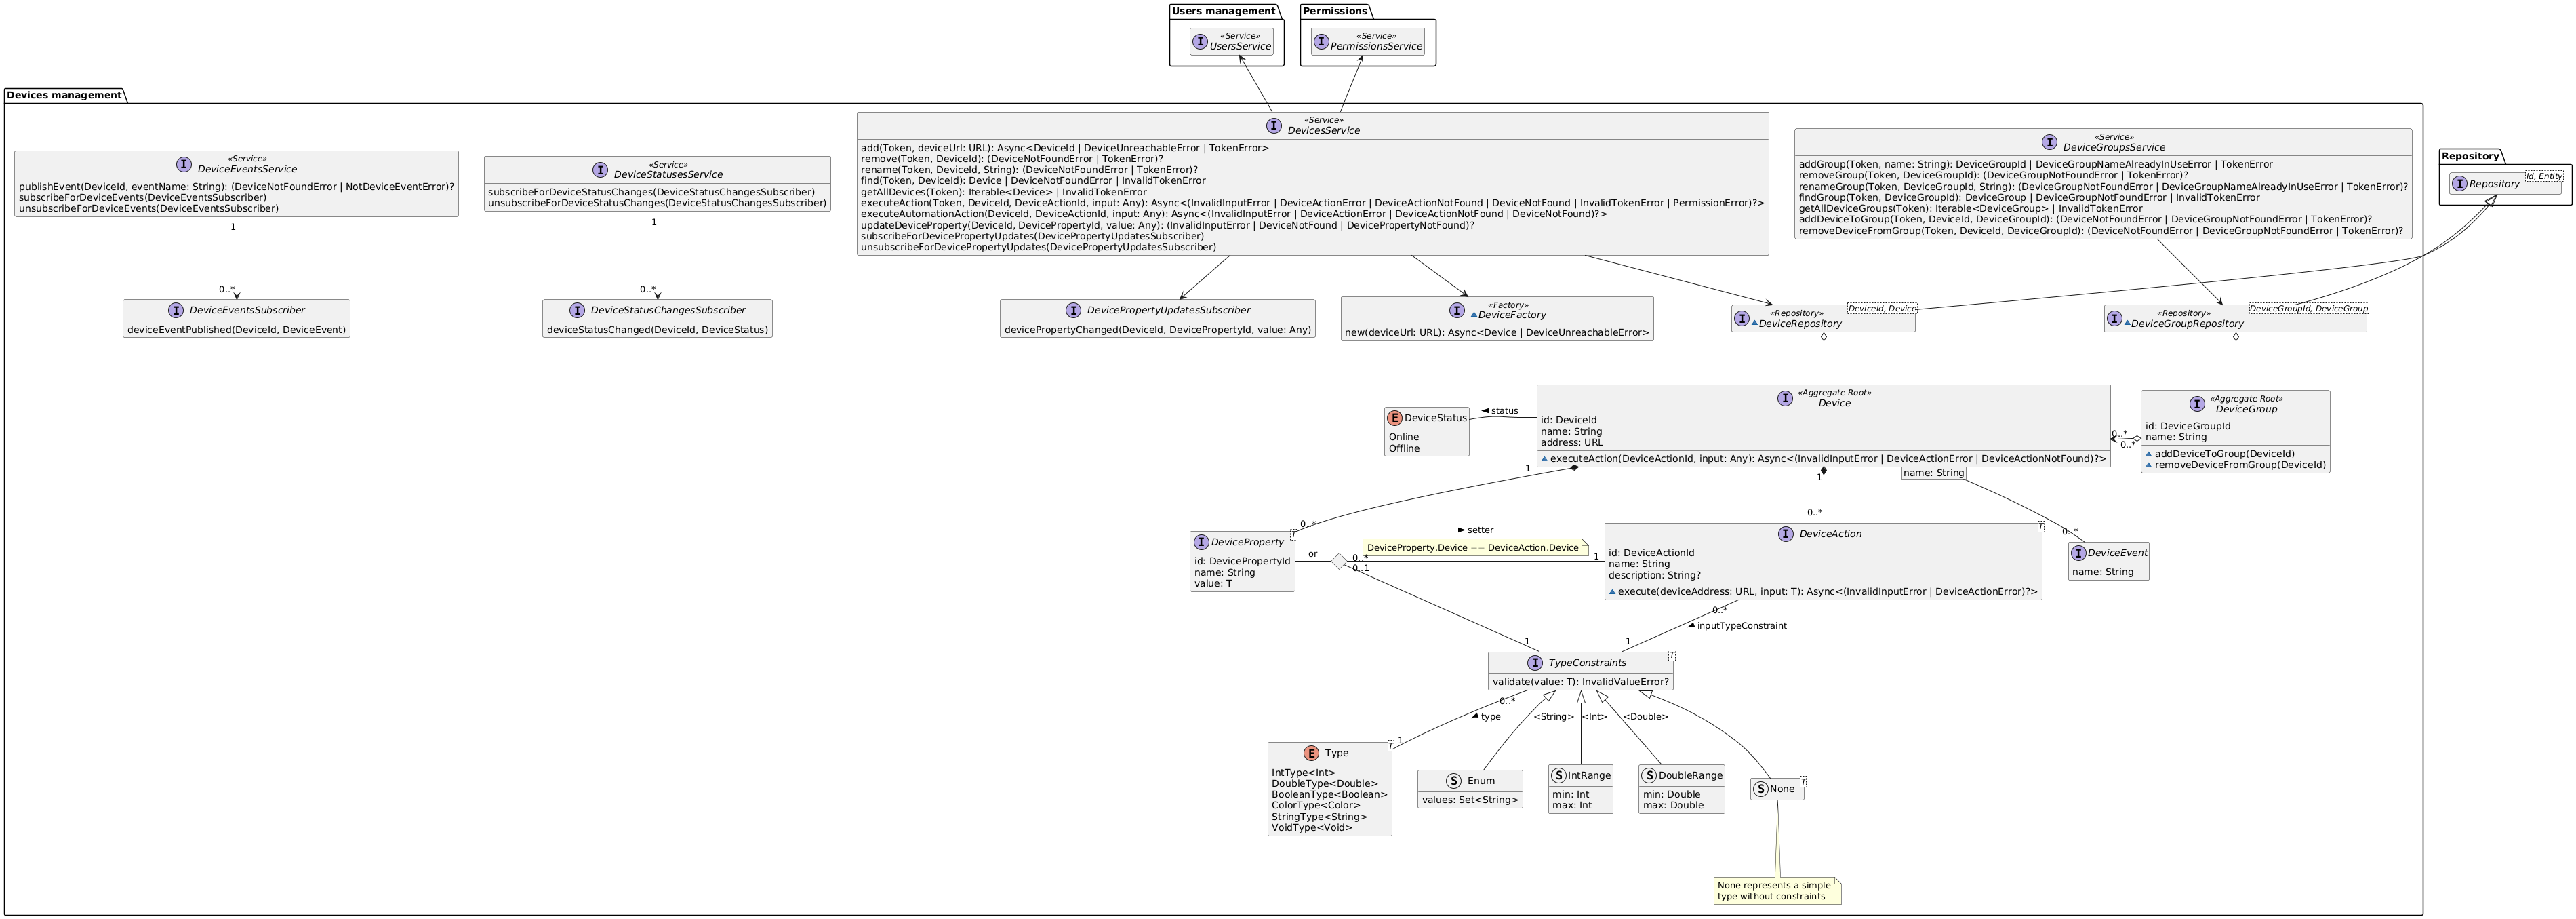 Users management
«Service»
UsersService
Permissions
«Service»
PermissionsService
Devices management
«Service»
DeviceEventsService
publishEvent(DeviceId, eventName: String): (DeviceNotFoundError | NotDeviceEventError)?
subscribeForDeviceEvents(DeviceEventsSubscriber)
unsubscribeForDeviceEvents(DeviceEventsSubscriber)
«Service»
DeviceStatusesService
subscribeForDeviceStatusChanges(DeviceStatusChangesSubscriber)
unsubscribeForDeviceStatusChanges(DeviceStatusChangesSubscriber)
«Service»
DevicesService
add(Token, deviceUrl: URL): Async<DeviceId | DeviceUnreachableError | TokenError>
remove(Token, DeviceId): (DeviceNotFoundError | TokenError)?
rename(Token, DeviceId, String): (DeviceNotFoundError | TokenError)?
find(Token, DeviceId): Device | DeviceNotFoundError | InvalidTokenError
getAllDevices(Token): Iterable<Device> | InvalidTokenError
executeAction(Token, DeviceId, DeviceActionId, input: Any): Async<(InvalidInputError | DeviceActionError | DeviceActionNotFound | DeviceNotFound | InvalidTokenError | PermissionError)?>
executeAutomationAction(DeviceId, DeviceActionId, input: Any): Async<(InvalidInputError | DeviceActionError | DeviceActionNotFound | DeviceNotFound)?>
updateDeviceProperty(DeviceId, DevicePropertyId, value: Any): (InvalidInputError | DeviceNotFound | DevicePropertyNotFound)?
subscribeForDevicePropertyUpdates(DevicePropertyUpdatesSubscriber)
unsubscribeForDevicePropertyUpdates(DevicePropertyUpdatesSubscriber)
«Service»
DeviceGroupsService
addGroup(Token, name: String): DeviceGroupId | DeviceGroupNameAlreadyInUseError | TokenError
removeGroup(Token, DeviceGroupId): (DeviceGroupNotFoundError | TokenError)?
renameGroup(Token, DeviceGroupId, String): (DeviceGroupNotFoundError | DeviceGroupNameAlreadyInUseError | TokenError)?
findGroup(Token, DeviceGroupId): DeviceGroup | DeviceGroupNotFoundError | InvalidTokenError
getAllDeviceGroups(Token): Iterable<DeviceGroup> | InvalidTokenError
addDeviceToGroup(Token, DeviceId, DeviceGroupId): (DeviceNotFoundError | DeviceGroupNotFoundError | TokenError)?
removeDeviceFromGroup(Token, DeviceId, DeviceGroupId): (DeviceNotFoundError | DeviceGroupNotFoundError | TokenError)?
Repository
Id, Entity
Repository
1
0..*
1
0..*
DeviceEventsSubscriber
deviceEventPublished(DeviceId, DeviceEvent)
DeviceStatusChangesSubscriber
deviceStatusChanged(DeviceId, DeviceStatus)
DevicePropertyUpdatesSubscriber
devicePropertyChanged(DeviceId, DevicePropertyId, value: Any)
«Factory»
DeviceFactory
new(deviceUrl: URL): Async<Device | DeviceUnreachableError>
DeviceId, Device
«Repository»
DeviceRepository
DeviceGroupId, DeviceGroup
«Repository»
DeviceGroupRepository
DeviceStatus
Online
Offline
status
«Aggregate Root»
Device
id: DeviceId
name: String
address: URL
executeAction(DeviceActionId, input: Any): Async<(InvalidInputError | DeviceActionError | DeviceActionNotFound)?>
0..*
0..*
«Aggregate Root»
DeviceGroup
id: DeviceGroupId
name: String
addDeviceToGroup(DeviceId)
removeDeviceFromGroup(DeviceId)
1
1
name: String
0..*
0..*
0..*
T
DeviceProperty
id: DevicePropertyId
name: String
value: T
or
setter
DeviceProperty.Device == DeviceAction.Device
0..*
0..1
1
T
DeviceAction
id: DeviceActionId
name: String
description: String?
execute(deviceAddress: URL, input: T): Async<(InvalidInputError | DeviceActionError)?>
DeviceEvent
name: String
0..*
inputTypeConstraint
1
1
T
TypeConstraints
validate(value: T): InvalidValueError?
0..*
type
1
<String>
<Int>
<Double>
T
Type
IntType<Int>
DoubleType<Double>
BooleanType<Boolean>
ColorType<Color>
StringType<String>
VoidType<Void>
Enum
values: Set<String>
IntRange
min: Int
max: Int
DoubleRange
min: Double
max: Double
T
None
None represents a simple
type without constraints